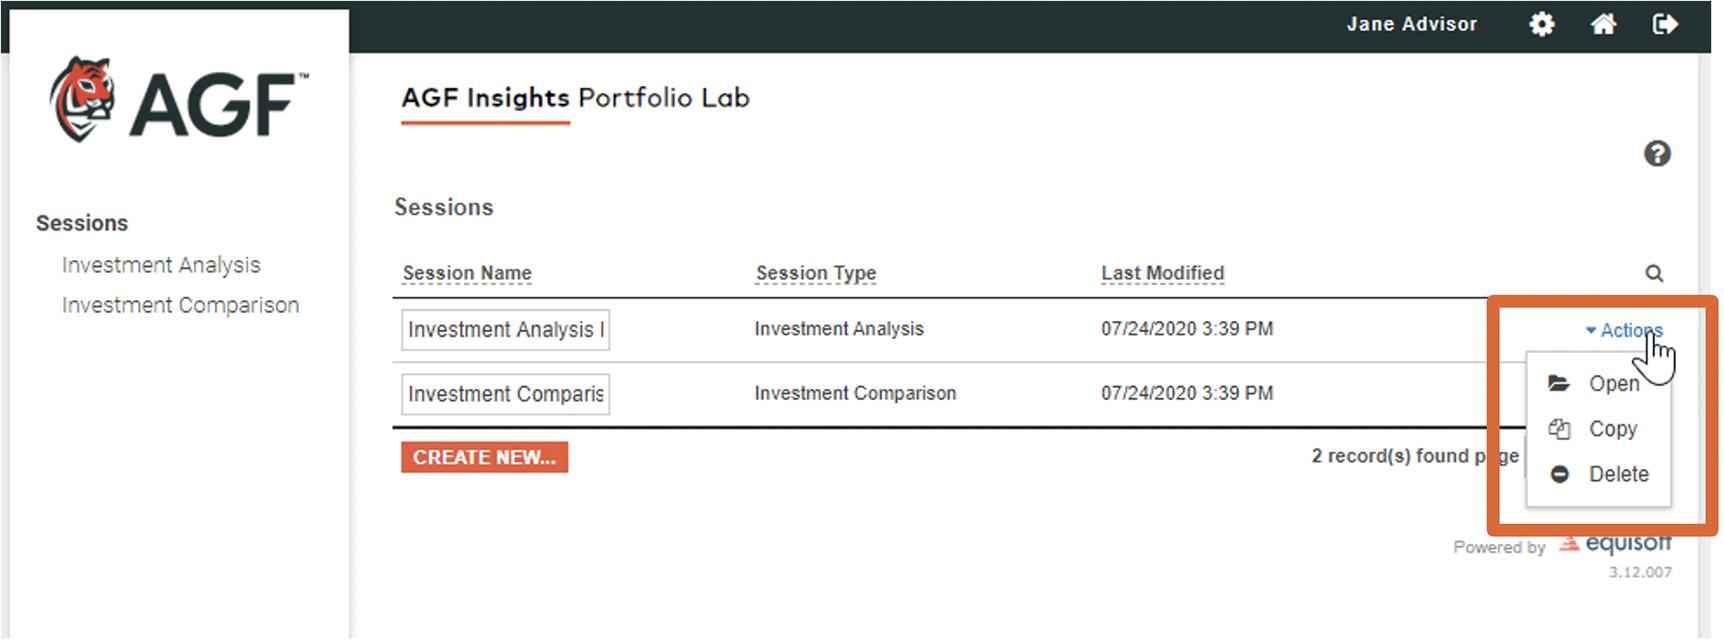 Jane Advisor
AGF™
AGF Insights Portfolio Lab
Sessions
Investment Analysis
Investment Comparison
Sessions
Session Name Session Type Last Modified
Investment Analysis Investment Analysis 07/24/2020 3:39 PM Actions
Investment Comparis Investment Comparison 07/24/2020 3:39 PM
Open
Copy
Delete
CREATE NEW... 2 record(s) found page
Powered by equisoft
3.12.007